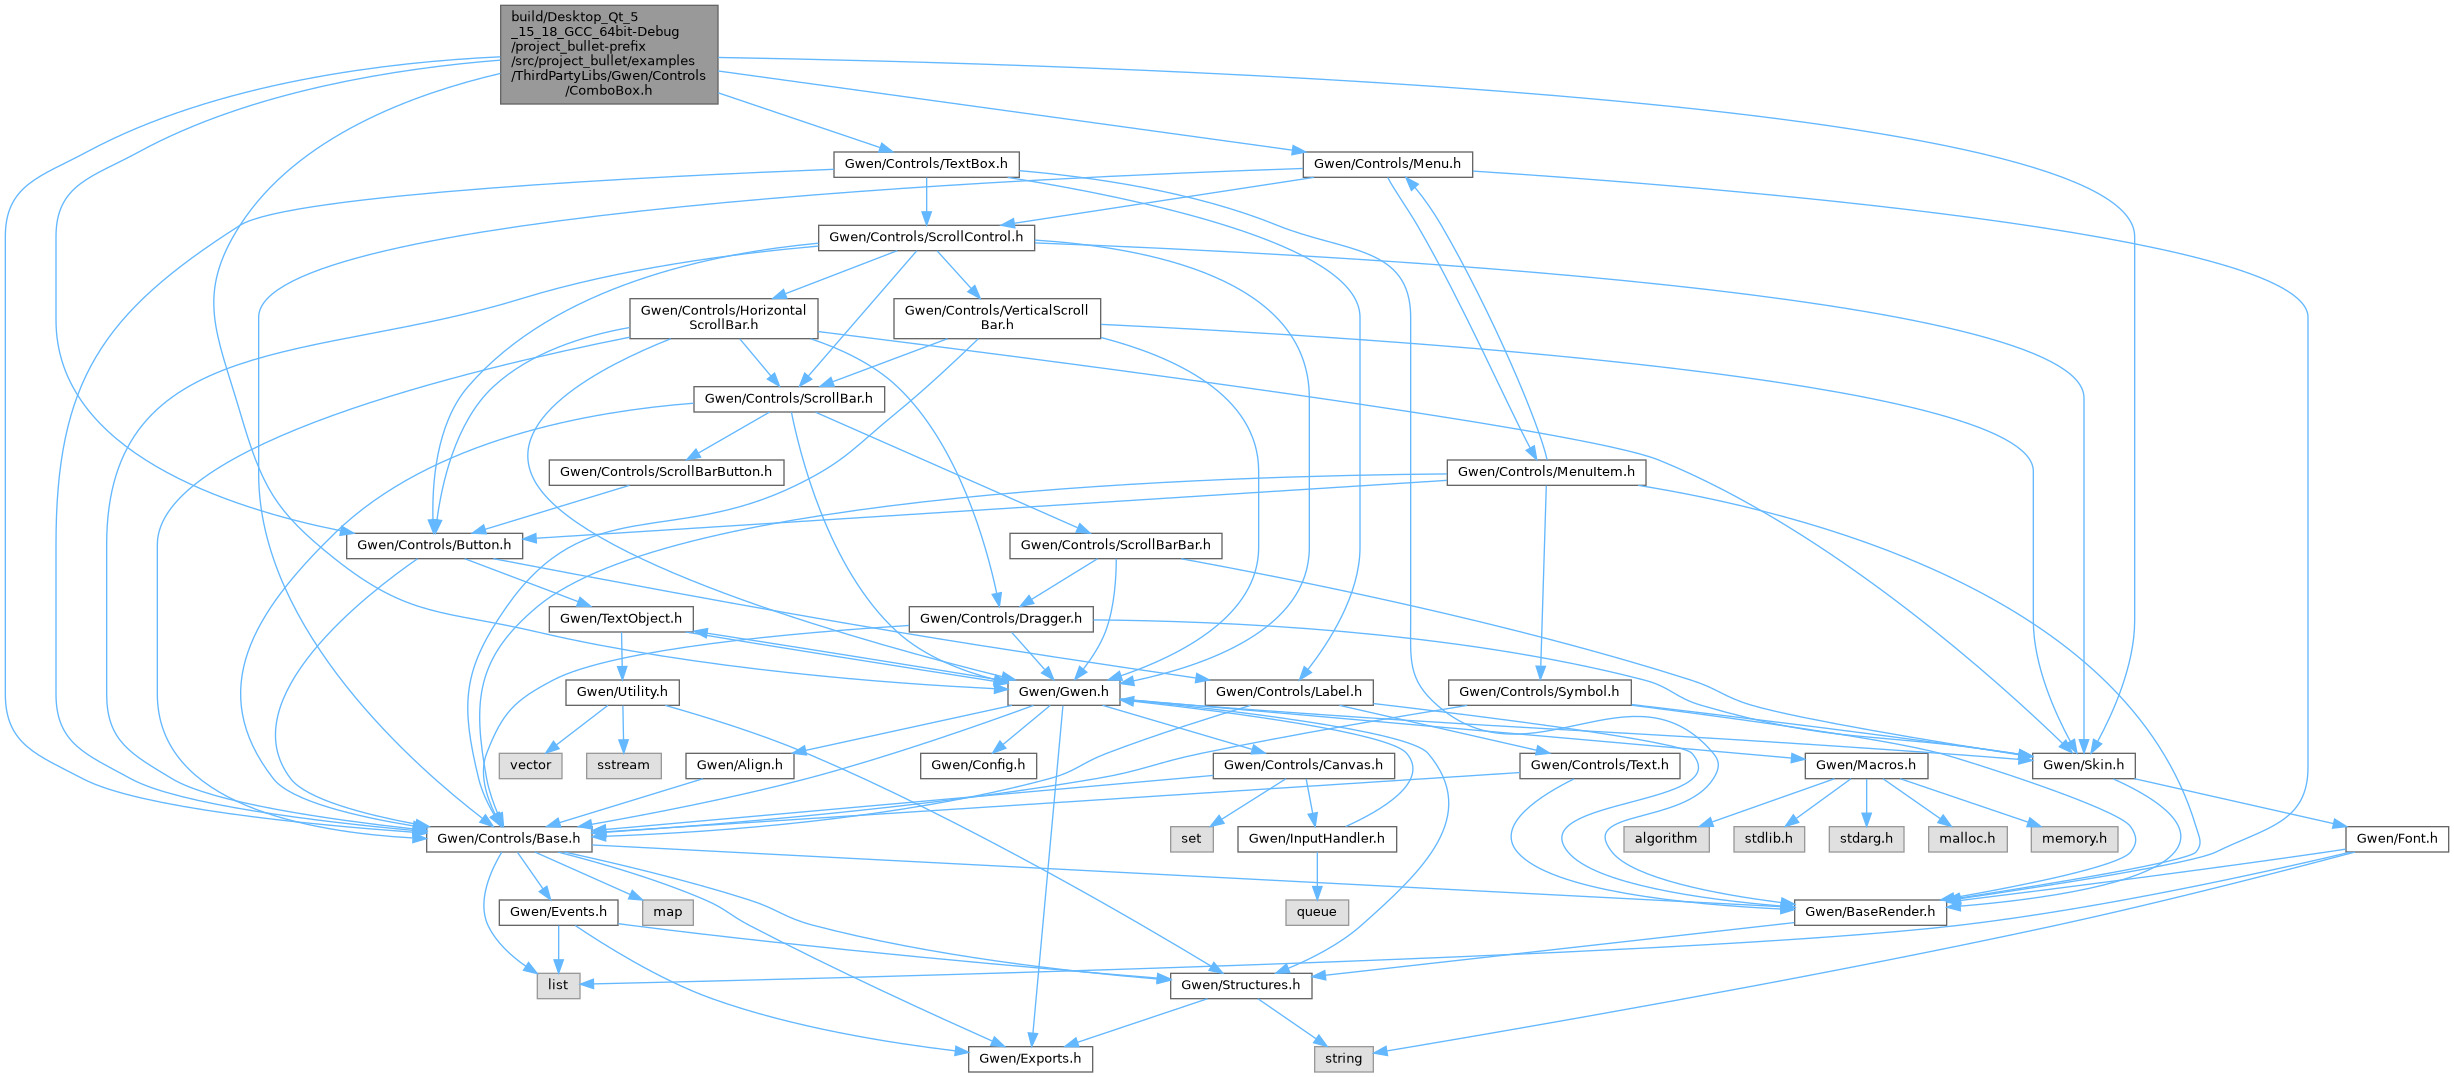 build/Desktop_Qt_5
_15_18_GCC_64bit-Debug
/project_bullet-prefix
/src/project_bullet/examples
/ThirdPartyLibs/Gwen/Controls
/ComboBox.h
Gwen/Controls/TextBox.h
Gwen/Controls/Menu.h
Gwen/Controls/ScrollControl.h
Gwen/Controls/Horizontal
ScrollBar.h
Gwen/Controls/VerticalScroll
Bar.h
Gwen/Controls/ScrollBar.h
Gwen/Controls/ScrollBarButton.h
Gwen/Controls/MenuItem.h
Gwen/Controls/Button.h
Gwen/Controls/ScrollBarBar.h
Gwen/TextObject.h
Gwen/Controls/Dragger.h
Gwen/Utility.h
Gwen/Gwen.h
Gwen/Controls/Label.h
Gwen/Controls/Symbol.h
vector
sstream
Gwen/Align.h
Gwen/Config.h
Gwen/Controls/Canvas.h
Gwen/Controls/Text.h
Gwen/Macros.h
Gwen/Skin.h
Gwen/Controls/Base.h
set
Gwen/InputHandler.h
algorithm
stdlib.h
stdarg.h
malloc.h
memory.h
Gwen/Font.h
Gwen/Events.h
map
queue
Gwen/BaseRender.h
list
Gwen/Structures.h
Gwen/Exports.h
string